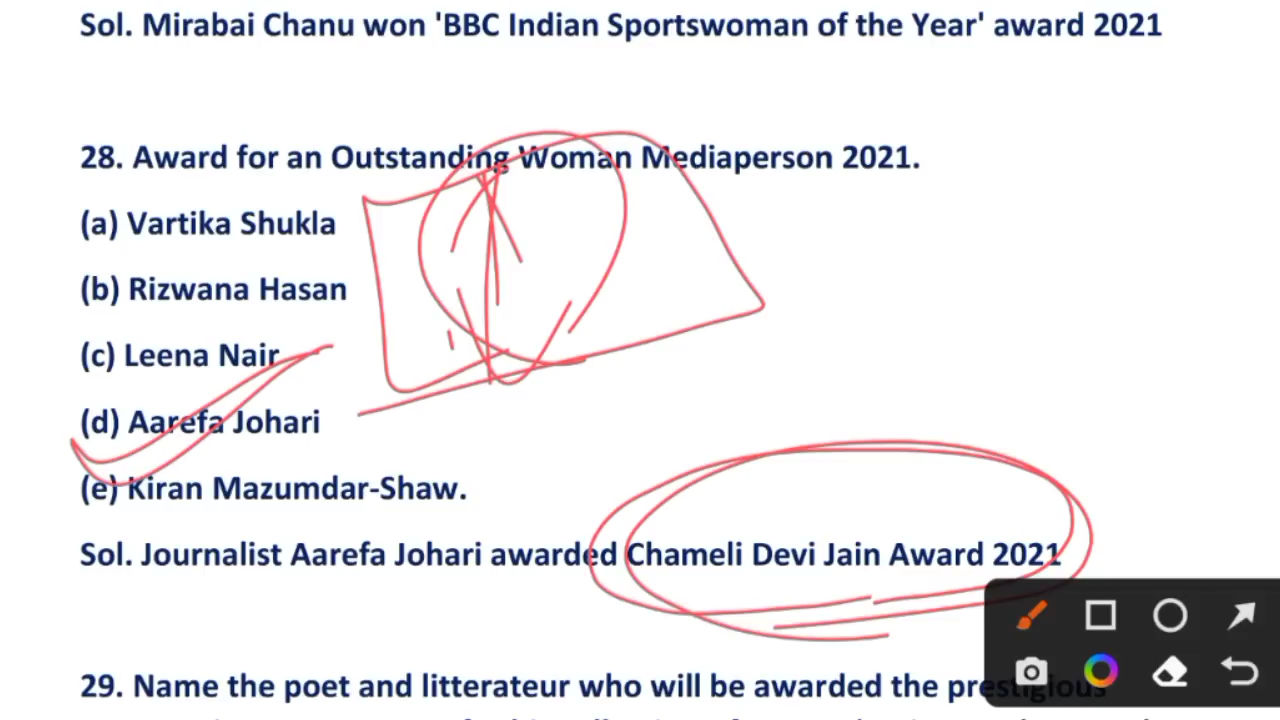 Sol. Mirabai Chanu won 'BBC Indian Sportswoman of the Year' award 2021
28. Award for an Outstanding Woman Mediaperson 2021.
(a) Vartika Shukla
(b) Rizwana Hasan
(c) Leena Nair
(d) Aarefa Johari
(e) Kiran Mazumdar-Shaw.
Sol. Journalist Aarefa Johari awarded Chameli Devi Jain Award 2021
29. Name the poet and litterateur who will be awarded the prestigious